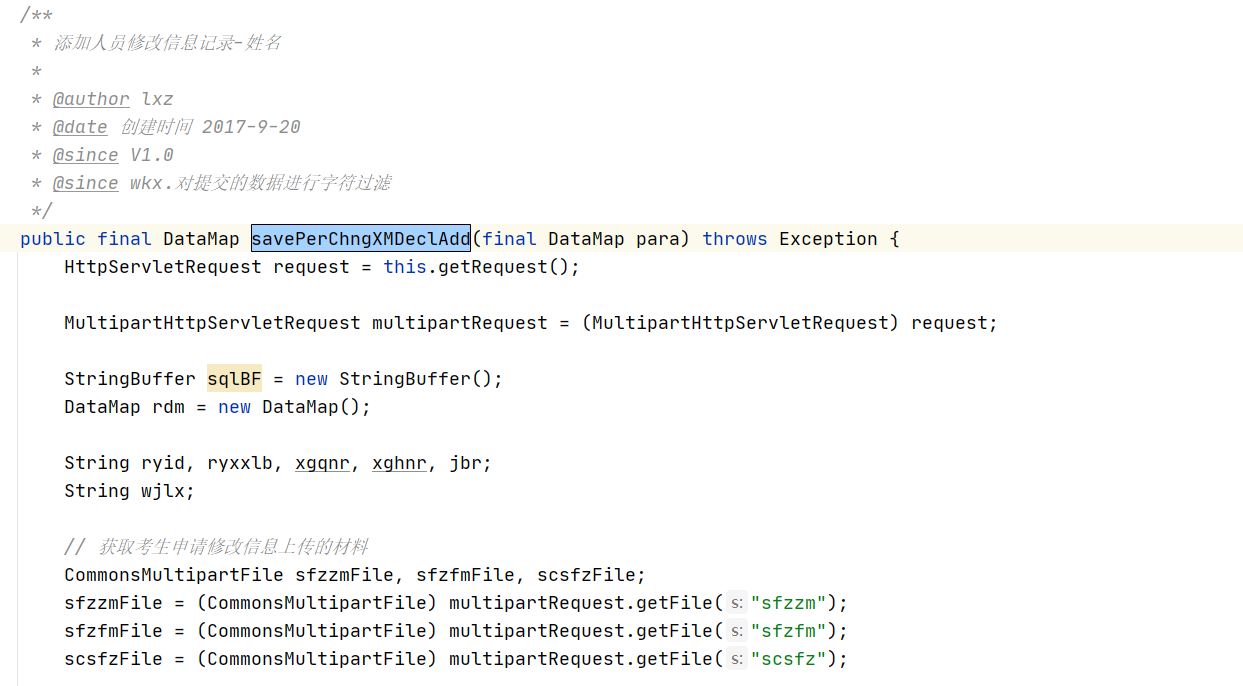 /**
 * 添加人员修改信息记录-姓名
 *
 * @author lxz
 * @date 创建时间 2017-9-20
 * @since V1.0
 * @since wkx.对提交的数据进行字符过滤
 */
public final DataMap savePerChngXMDeclAdd(final DataMap para) throws Exception {
    HttpServletRequest request = this.getRequest();
    MultipartHttpServletRequest multipartRequest = (MultipartHttpServletRequest) request;
    StringBuffer sqlBF = new StringBuffer();
    DataMap rdm = new DataMap();
    String ryid, ryxxlb, xgqnr, xghnr, jbr;
    String wjlx;
    // 获取考生申请修改信息上传的材料
    CommonsMultipartFile sfzzmFile, sfzfmFile, scsfzFile;
    sfzzmFile = (CommonsMultipartFile) multipartRequest.getFile( s: "sfzzm");
    sfzfmFile = (CommonsMultipartFile) multipartRequest.getFile( s: "sfzfm");
    scsfzFile = (CommonsMultipartFile) multipartRequest.getFile( s: "scsfz");